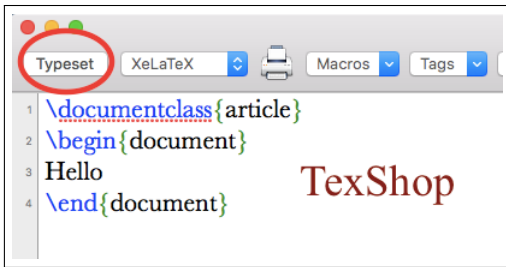 Typeset XeLaTeX Macros Tags
1 \documentclass{article}
2 \begin{document}
3 Hello
4 \end{document}
TexShop